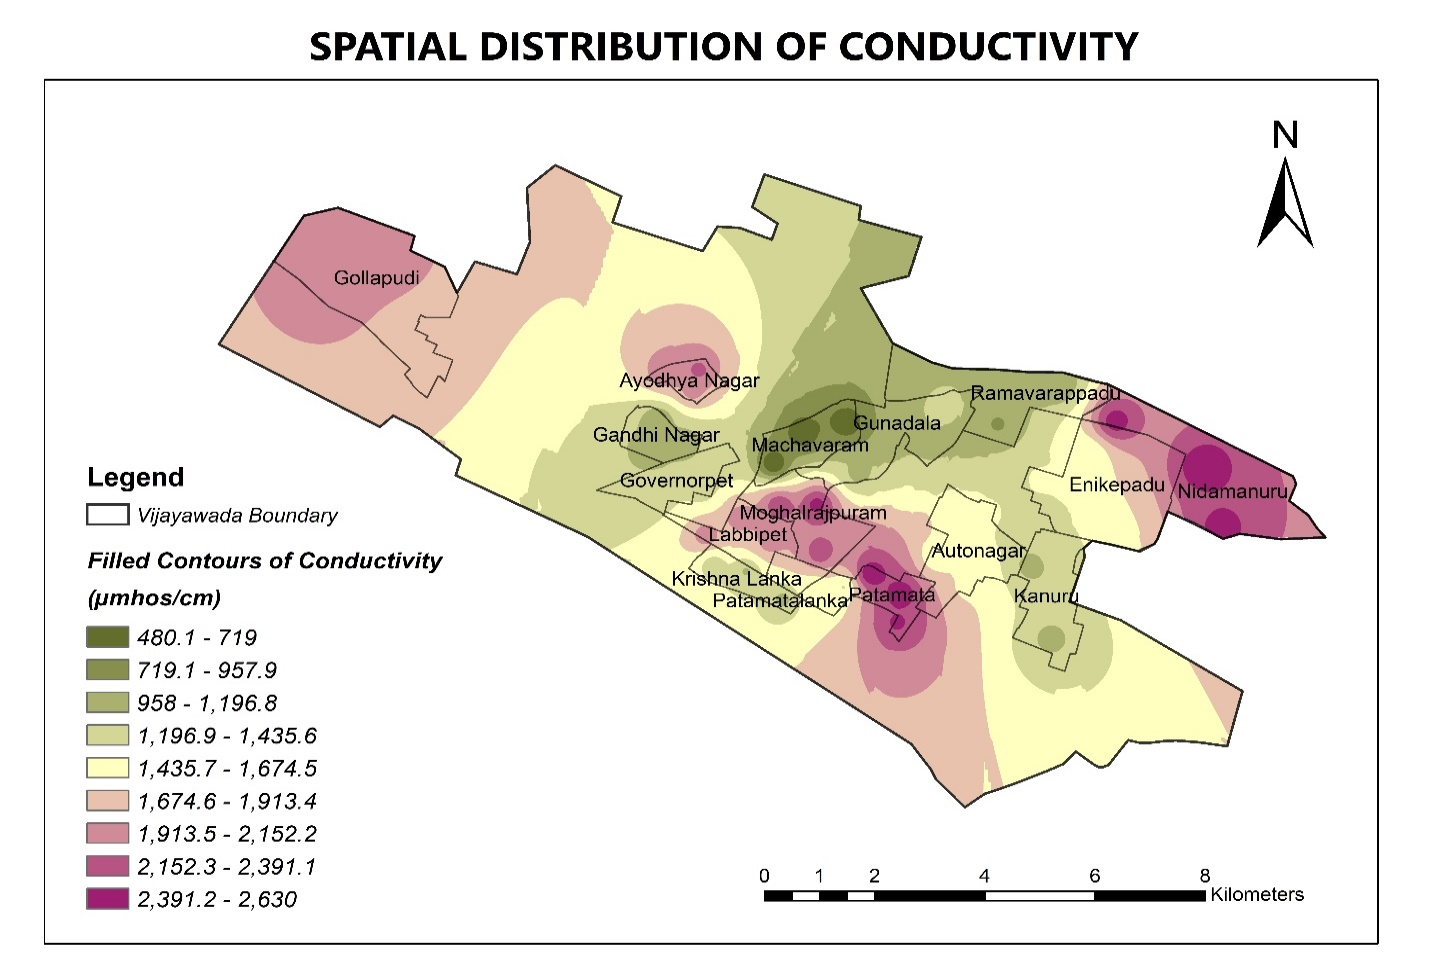 SPATIAL DISTRIBUTION OF CONDUCTIVITY
N
Gollapudi
Ayodhya Nagar
Ramavarappadu
Gunadala
Gandhi Nagar
Machavaram
Governorpet
Enikepadu
Nidamanuru
Moghalrajpuram
Labbipet
Autonagar
Krishna Lanka
Patamatalanka
Patamata
Kanuru
Legend
Vijayawada Boundary
Filled Contours of Conductivity
(µmhos/cm)
480.1 - 719
719.1 - 957.9
958 - 1,196.8
1,196.9 - 1,435.6
1,435.7 - 1,674.5
1,674.6 - 1,913.4
1,913.5 - 2,152.2
2,152.3 - 2,391.1
2,391.2 - 2,630
0 1 2 4 6 8
Kilometers